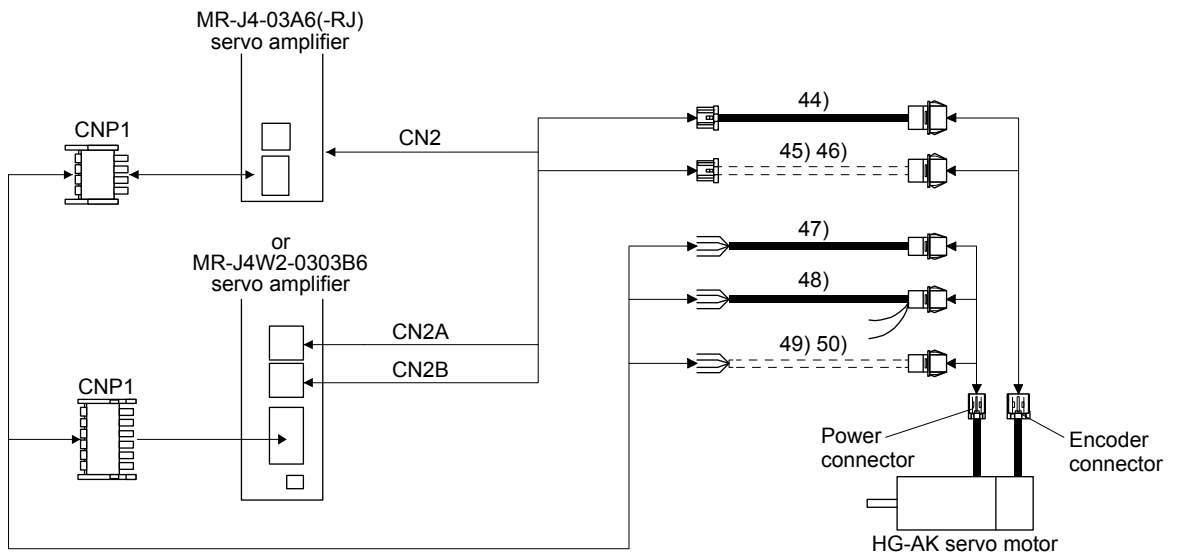 MR-J4-03A6(-RJ)
servo amplifier
CNP1
CN2
44)
45) 46)
47)
or
MR-J4W2-0303B6
servo amplifier
48)
CN2A
49) 50)
CN2B
CNP1
Power
connector
Encoder
connector
HG-AK servo motor